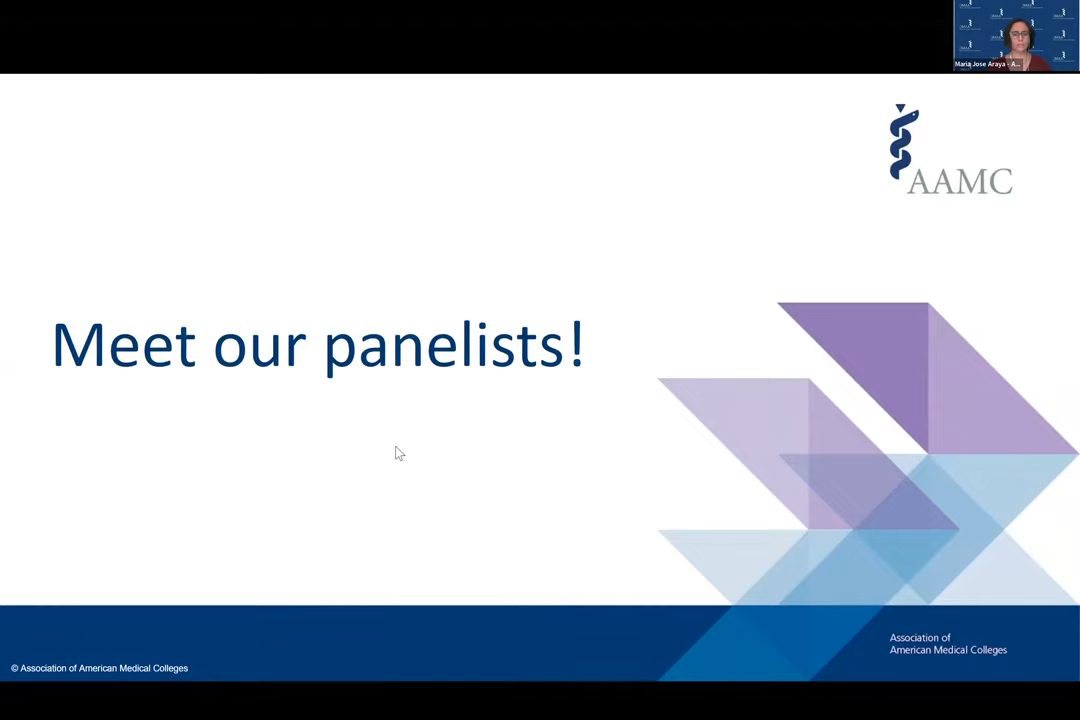 Maria Jose Araya - A...
AAMC
Meet our panelists!
Association of
American Medical Colleges
© Association of American Medical Colleges